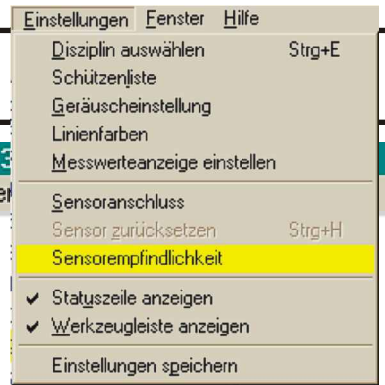 Einstellungen Fenster Hilfe
Disziplin auswählen Strg+E
Schützenliste
Geräuscheinstellung
Linienfarben
Messwerteanzeige einstellen
Sensoranschluss
Sensor zurücksetzen Strg+H
Sensorempfindlichkeit
Statuszeile anzeigen
Werkzeugleiste anzeigen
Einstellungen speichern